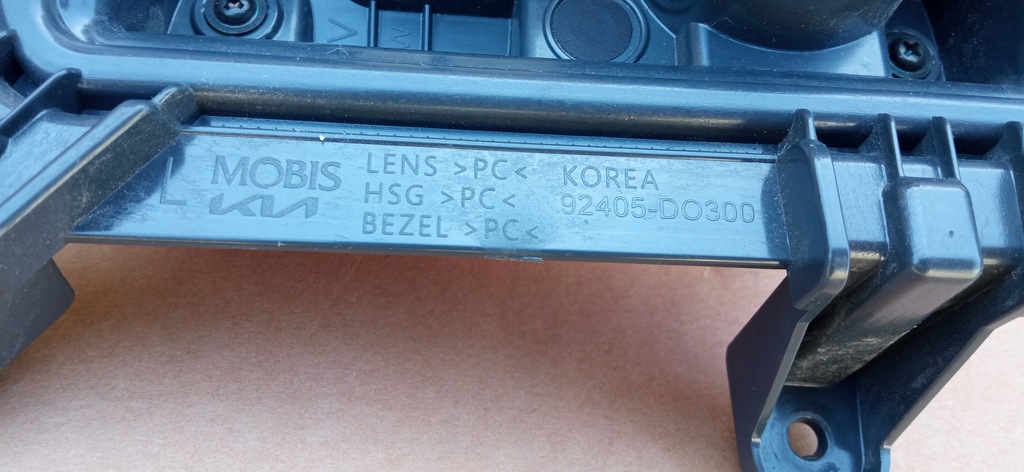 V W
L MOBIS LENS >PC< KOREA
KIA HSG >PC< 92405-DO300
BEZEL >PC<